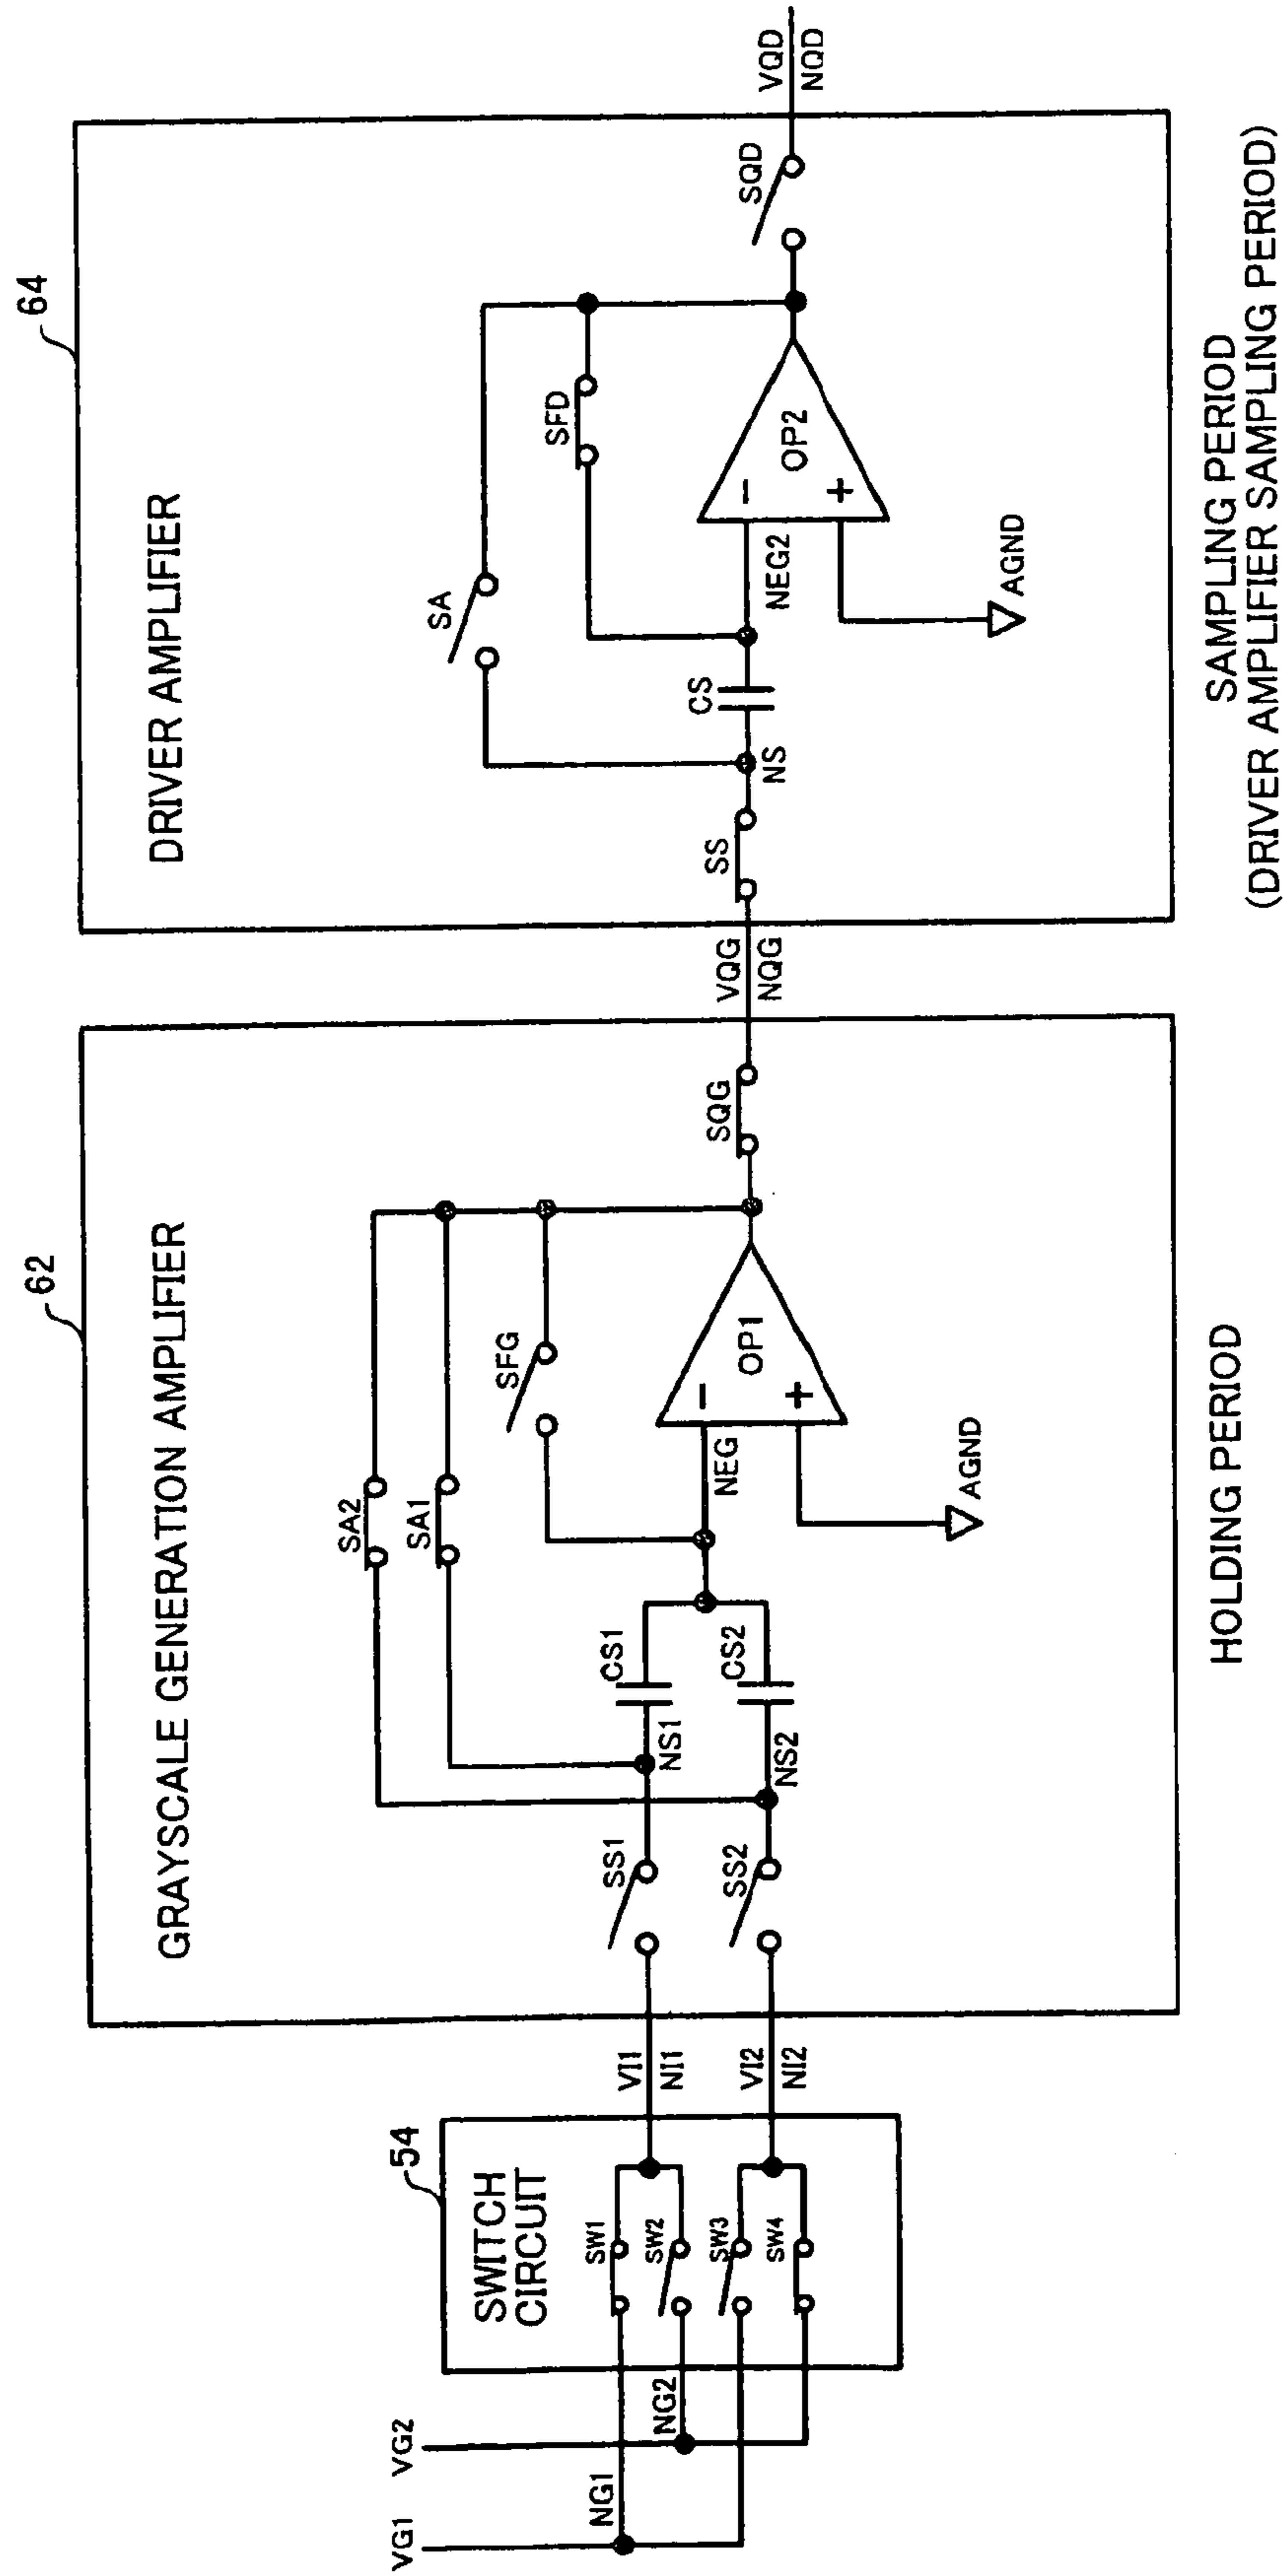 VG1
VG2
NG1
NG2
54
SWITCH
CIRCUIT
SW1
SW2
SW3
SW4
VI1
NI1
VI2
NI2
62
GRAYSCALE GENERATION AMPLIFIER
SS1
SS2
NS1
NS2
CS1
CS2
SA2
SA1
SFG
NEG
OP1
−
+
AGND
SQG
HOLDING PERIOD
VQG
NQG
64
DRIVER AMPLIFIER
SS
NS
CS
SA
SFD
NEG2
OP2
−
+
AGND
SQD
VQD
NQD
SAMPLING PERIOD
(DRIVER AMPLIFIER SAMPLING PERIOD)